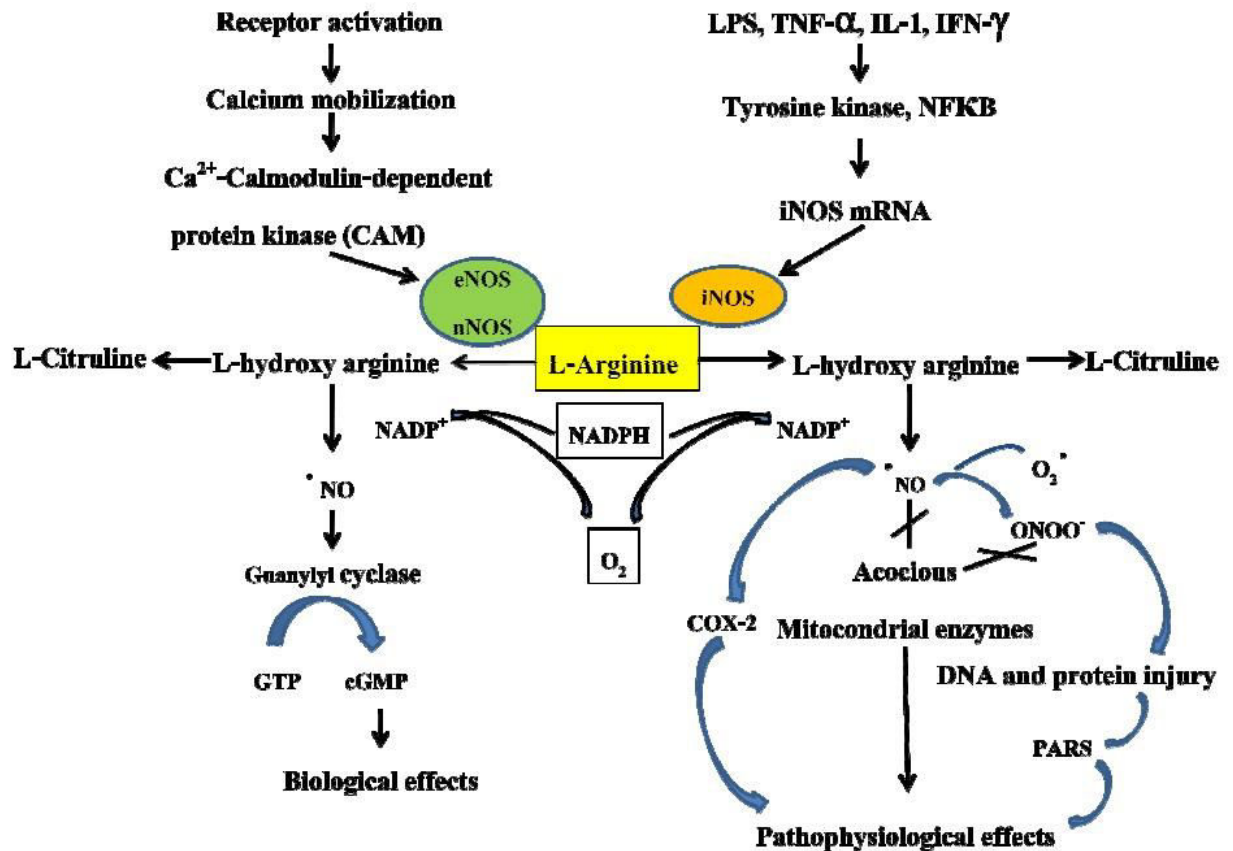 Receptor activation
Calcium mobilization
Ca²⁺-Calmodulin-dependent
protein kinase (CAM)
eNOS
nNOS
LPS, TNF-α, IL-1, IFN-γ
Tyrosine kinase, NFKB
iNOS mRNA
iNOS
L-Citruline
L-hydroxy arginine
L-Arginine
L-hydroxy arginine
L-Citruline
NADP⁺
NADPH
NADP⁺
O₂
•NO
Guanylyl cyclase
GTP
cGMP
Biological effects
•NO
O₂•
ONOO⁻
Acocious
COX-2
Mitocondrial enzymes
DNA and protein injury
PARS
Pathophysiological effects